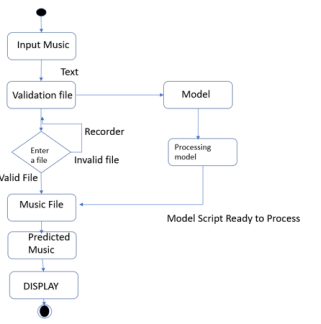 Input Music
Text
Validation file
Model
Recorder
Enter
a file
Invalid file
Processing
model
Valid File
Music File
Model Script Ready to Process
Predicted
Music
DISPLAY